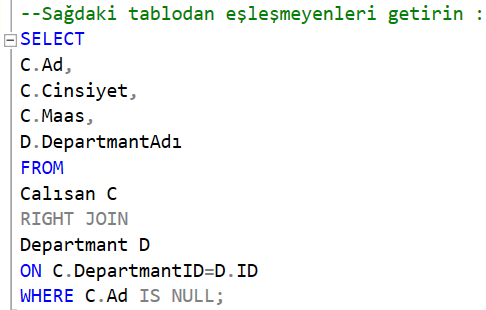 --Sağdaki tablodan eşleşmeyenleri getirin :
SELECT
C.Ad,
C.Cinsiyet,
C.Maas,
D.DepartmantAdı
FROM
Calısan C
RIGHT JOIN
Departmant D
ON C.DepartmantID=D.ID
WHERE C.Ad IS NULL;